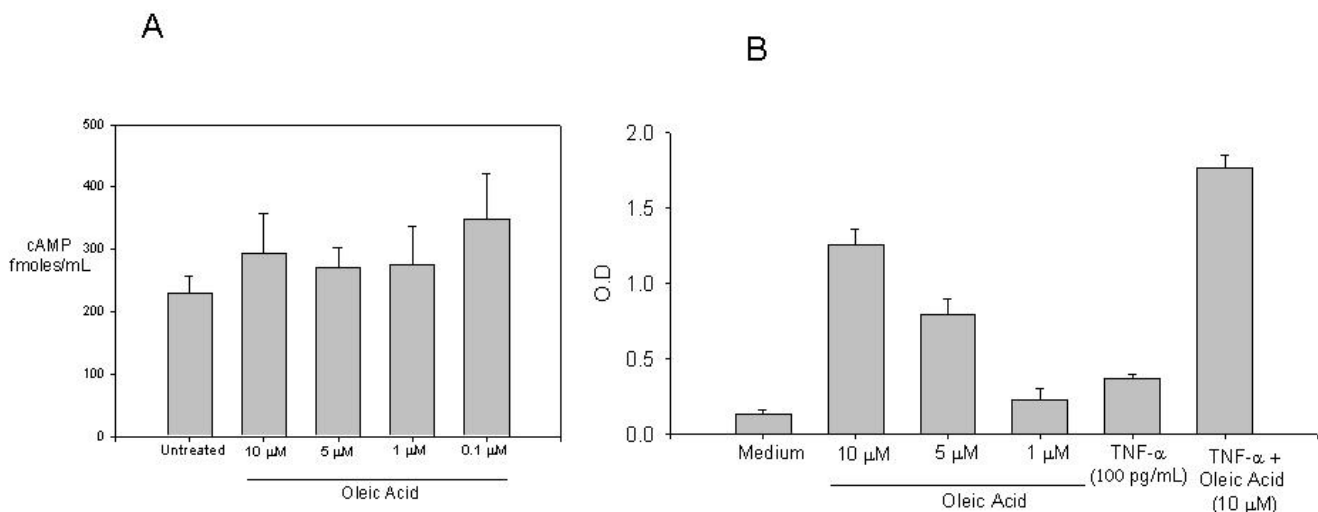 A
500
400
300
200
100
0
cAMP
fmoles/mL
Untreated 10 µM 5 µM 1 µM 0.1 µM
Oleic Acid
B
2.0
1.5
1.0
0.5
0.0
O.D
Medium 10 µM 5 µM 1 µM TNF-α TNF-α +
(100 pg/mL) Oleic Acid
(10 µM)
Oleic Acid